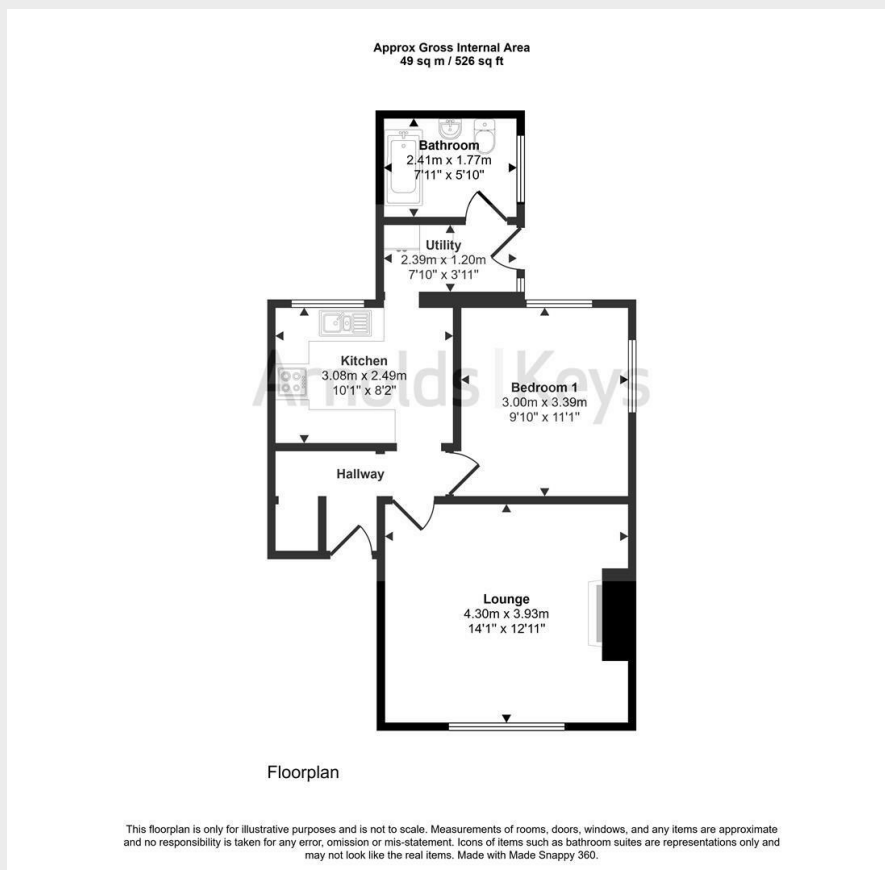 Approx Gross Internal Area
49 sq m / 526 sq ft
Bathroom
2.41m x 1.77m
7'11" x 5'10"
Utility
2.39m x 1.20m
7'10" x 3'11"
Kitchen
3.08m x 2.49m
10'1" x 8'2"
Arnolds | Keys
Bedroom 1
3.00m x 3.39m
9'10" x 11'1"
Hallway
Lounge
4.30m x 3.93m
14'1" x 12'11"
Floorplan
This floorplan is only for illustrative purposes and is not to scale. Measurements of rooms, doors, windows, and any items are approximate
and no responsibility is taken for any error, omission or mis-statement. Icons of items such as bathroom suites are representations only and
may not look like the real items. Made with Made Snappy 360.